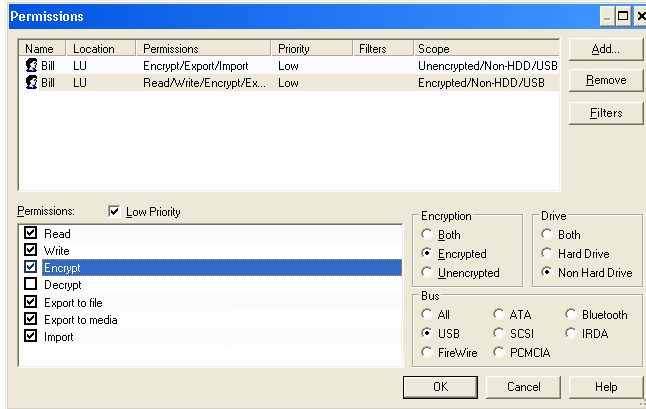 Permissions
Name Location Permissions Priority Filters Scope
Bill LU Encrypt/Export/Import Low Unencrypted/Non-HDD/USB
Bill LU Read/Write/Encrypt/Ex... Low Encrypted/Non-HDD/USB
Add...
Remove
Filters
Permissions: Low Priority
Read
Write
Encrypt
Decrypt
Export to file
Export to media
Import
Encryption
Both
Encrypted
Unencrypted
Drive
Both
Hard Drive
Non Hard Drive
Bus
All ATA Bluetooth
USB SCSI IRDA
FireWire PCMCIA
OK Cancel Help